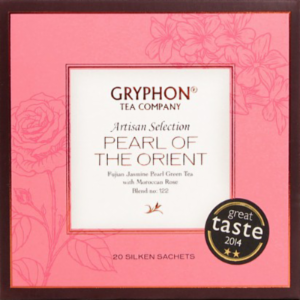 GRYPHON®
TEA COMPANY
Artisan Selection
PEARL OF
THE ORIENT
Fujian Jasmine Pearl Green Tea
with Moroccan Rose
Blend no. 122
great
taste
2014
20 SILKEN SACHETS